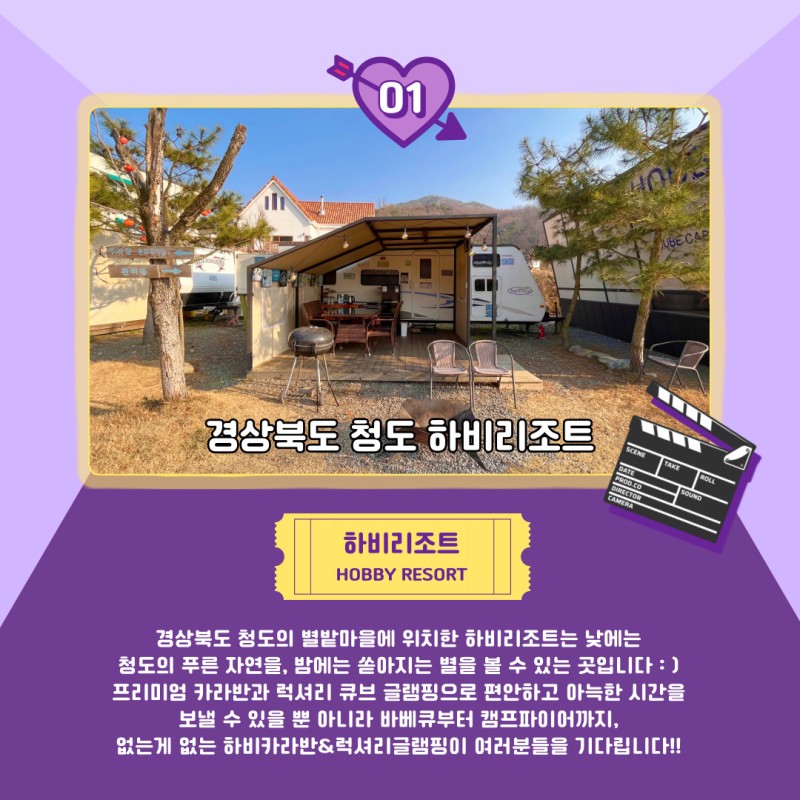 01
경상북도 청도 하비리조트
SCENE
TAKE
ROLL
DATE
PROD.CO
SOUND
DIRECTOR
CAMERA
하비리조트
HOBBY RESORT
경상북도 청도의 별밭마을에 위치한 하비리조트는 낮에는
청도의 푸른 자연을, 밤에는 쏟아지는 별을 볼 수 있는 곳입니다 : )
프리미엄 카라반과 럭셔리 큐브 글램핑으로 편안하고 아늑한 시간을
보낼 수 있을 뿐 아니라 바베큐부터 캠프파이어까지,
없는게 없는 하비카라반&럭셔리글램핑이 여러분들을 기다립니다!!